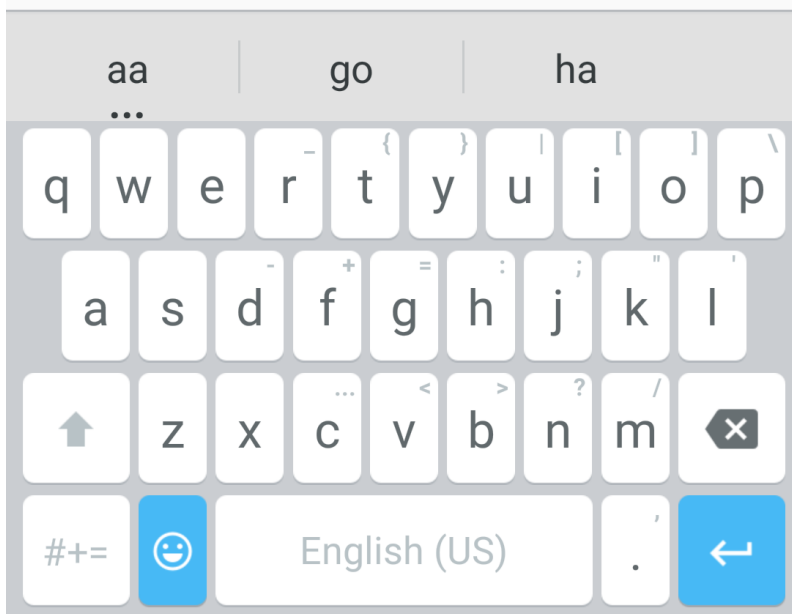 aa go ha
...
_ { } | [ ] \
q w e r t y u i o p
- + = : ; " '
a s d f g h j k l
... < > ? /
z x c v b n m
#+= English (US) . ,